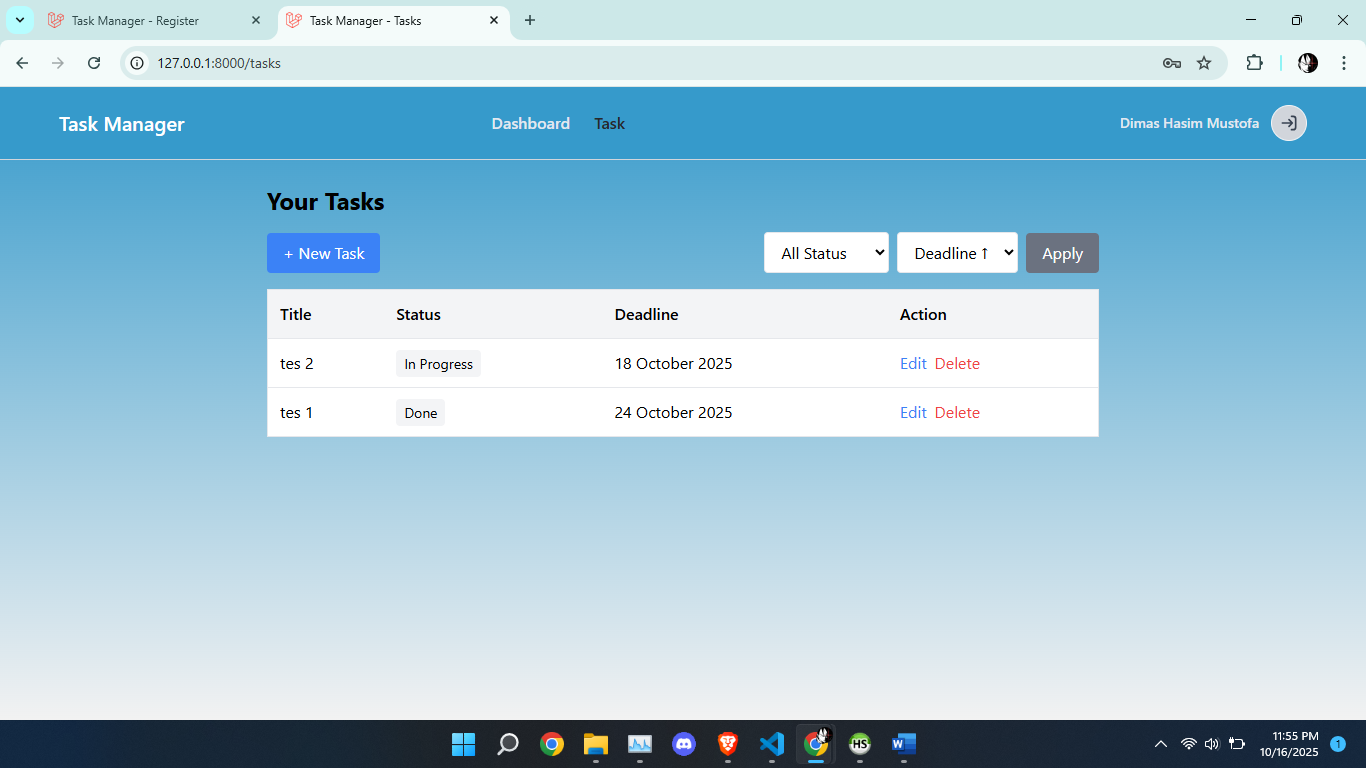 Task Manager - Register
Task Manager - Tasks
127.0.0.1:8000/tasks
Task Manager
Dashboard
Task
Dimas Hasim Mustofa
Your Tasks
+ New Task
All Status
Deadline ↑
Apply
Title Status Deadline Action
tes 2 In Progress 18 October 2025 Edit Delete
tes 1 Done 24 October 2025 Edit Delete
HS
W
11:55 PM
10/16/2025
1